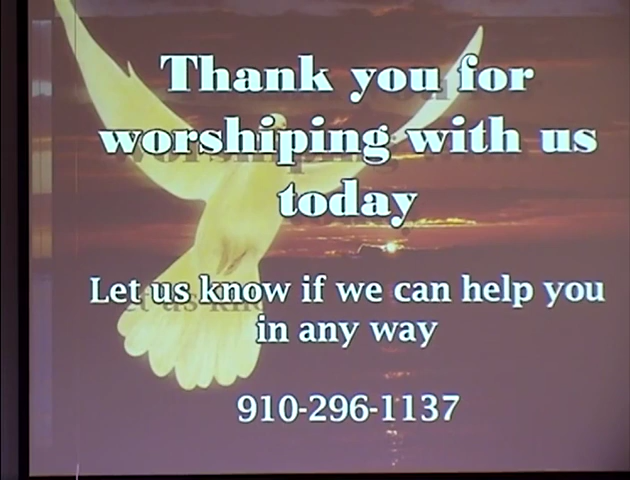 Thank you for
worshiping with us
today
Let us know if we can help you
in any way
910-296-1137